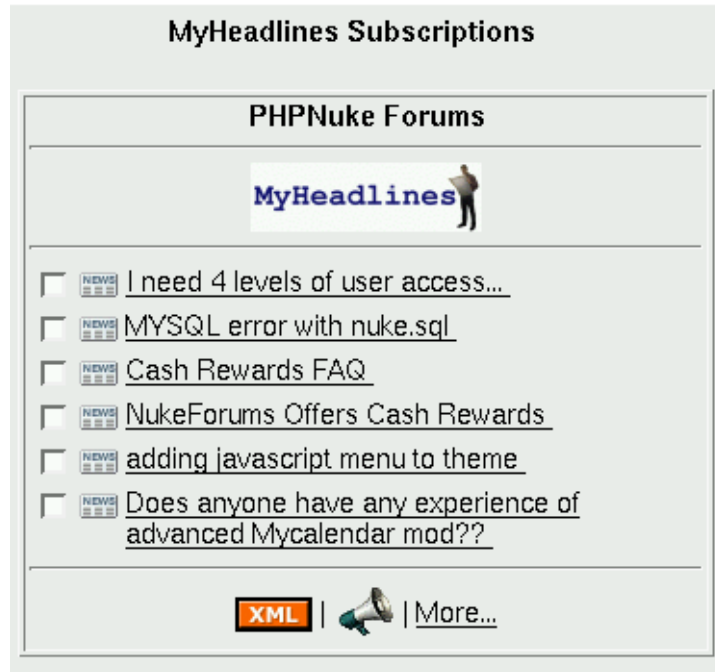 MyHeadlines Subscriptions
PHPNuke Forums
MyHeadlines
NEWS I need 4 levels of user access...
NEWS MYSQL error with nuke.sql
NEWS Cash Rewards FAQ
NEWS NukeForums Offers Cash Rewards
NEWS adding javascript menu to theme
NEWS Does anyone have any experience of
advanced Mycalendar mod??
XML | | More...